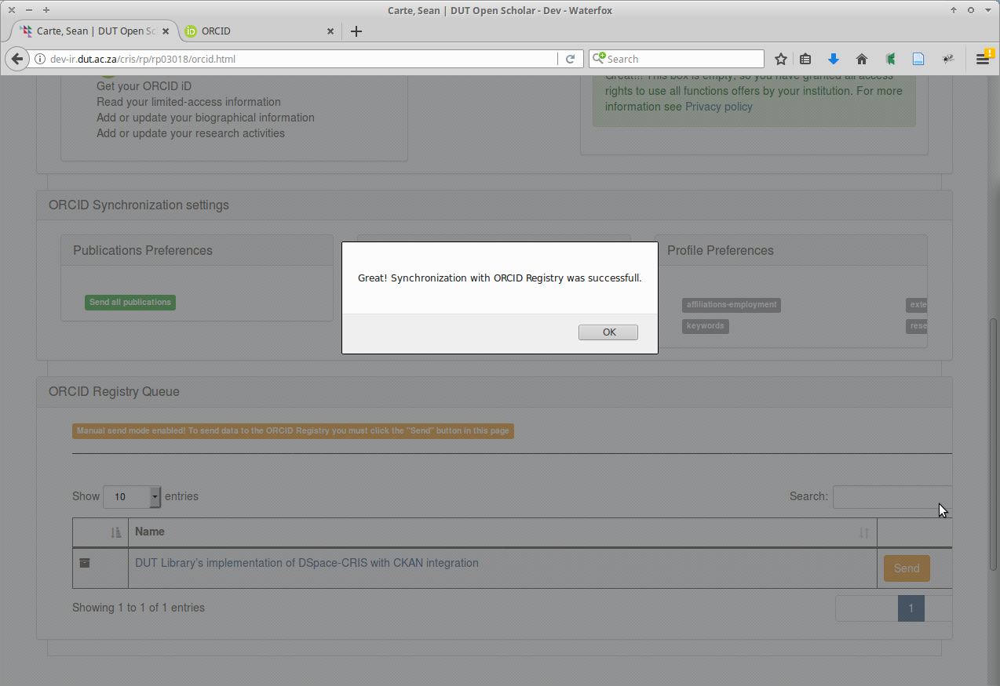 Carte, Sean | DUT Open Scholar - Dev - Waterfox
Carte, Sean | DUT Open Sc
iD ORCID
dev-ir.dut.ac.za/cris/rp/rp03018/orcid.html
Search
Get your ORCID iD
Read your limited-access information
Add or update your biographical information
Add or update your research activities
Great!!! This box is empty, so you have granted all access
rights to use all functions offers by your institution. For more
information see Privacy policy
ORCID Synchronization settings
Publications Preferences
Send all publications
Profile Preferences
affiliations-employment
exte
keywords
rese
Great! Synchronization with ORCID Registry was successfull.
OK
ORCID Registry Queue
Manual send mode enabled! To send data to the ORCID Registry you must click the "Send" button in this page
Show 10 entries
Search:
Name
DUT Library's implementation of DSpace-CRIS with CKAN integration
Send
Showing 1 to 1 of 1 entries
1